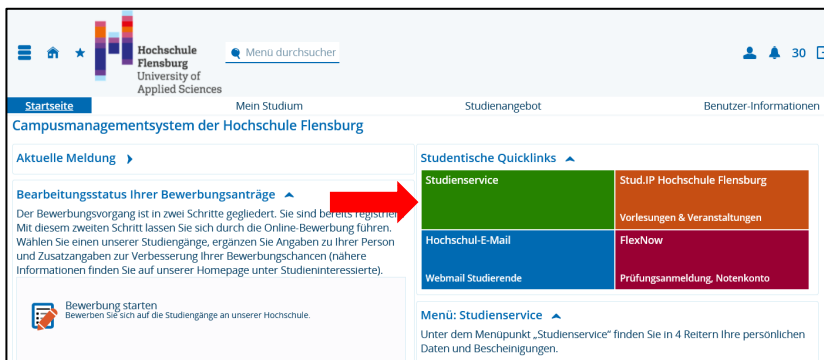 Hochschule
Flensburg
University of
Applied Sciences
Menü durchsucher
30
Startseite
Mein Studium
Studienangebot
Benutzer-Informationen
Campusmanagementsystem der Hochschule Flensburg
Aktuelle Meldung
Bearbeitungsstatus Ihrer Bewerbungsanträge
Der Bewerbungsvorgang ist in zwei Schritte gegliedert. Sie sind bereits registrier
Mit diesem zweiten Schritt lassen Sie sich durch die Online-Bewerbung führen.
Wählen Sie einen unserer Studiengänge, ergänzen Sie Angaben zu Ihrer Person
und Zusatzangaben zur Verbesserung Ihrer Bewerbungschancen (nähere
Informationen finden Sie auf unserer Homepage unter Studieninteressierte).
Bewerbung starten
Bewerben Sie sich auf die Studiengänge an unserer Hochschule.
Studentische Quicklinks
Studienservice
Stud.IP Hochschule Flensburg
Vorlesungen & Veranstaltungen
Hochschul-E-Mail
Webmail Studierende
FlexNow
Prüfungsanmeldung, Notenkonto
Menü: Studienservice
Unter dem Menüpunkt „Studienservice" finden Sie in 4 Reitern Ihre persönlichen
Daten und Bescheinigungen.